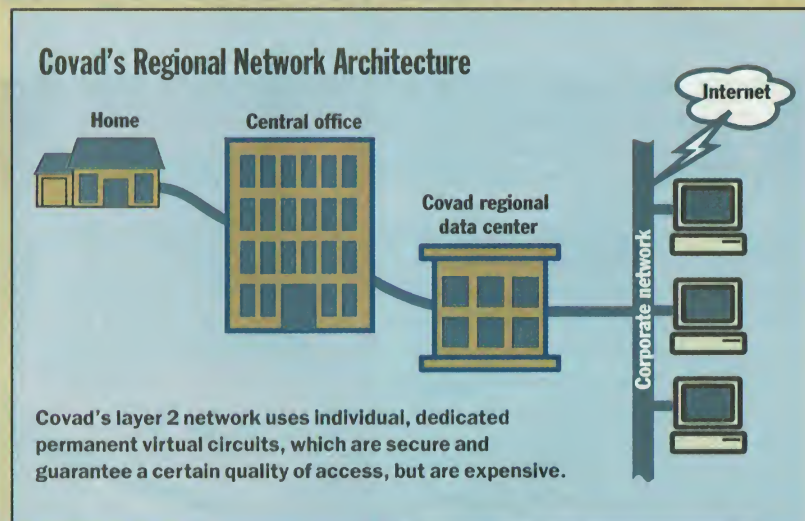 Covad's Regional Network Architecture
Internet
Home
Central office
Covad regional
data center
Corporate network
Covad's layer 2 network uses individual, dedicated
permanent virtual circuits, which are secure and
guarantee a certain quality of access, but are expensive.